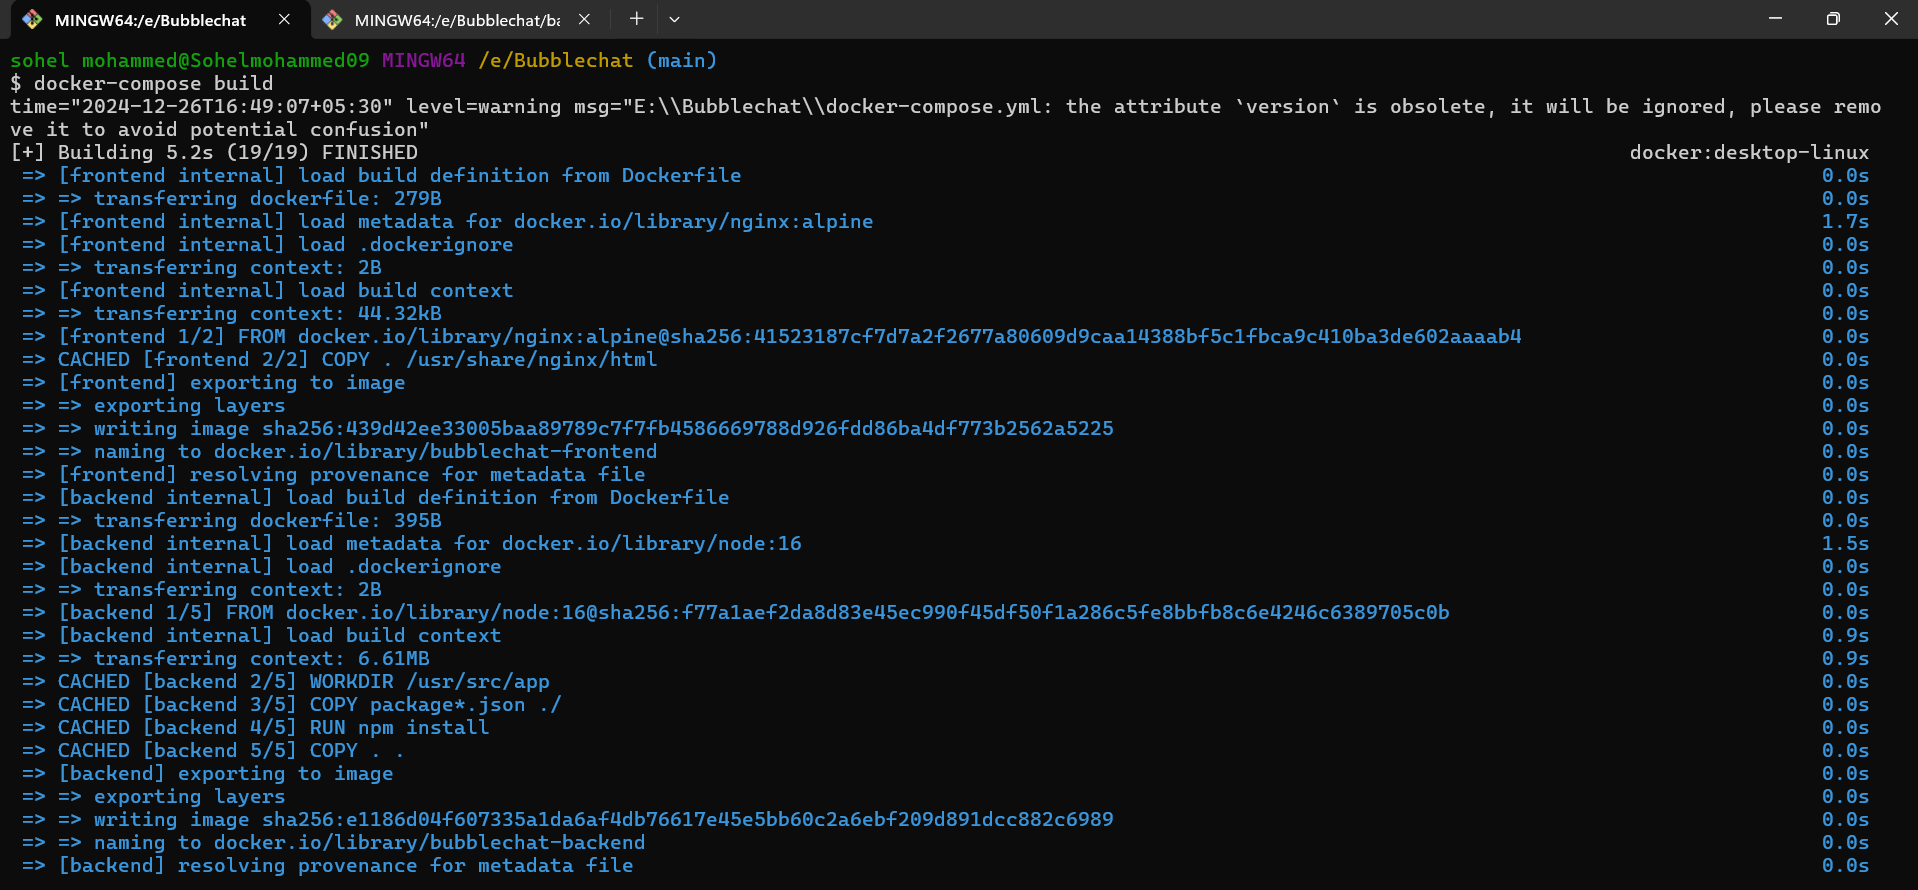 MINGW64:/e/Bubblechat
MINGW64:/e/Bubblechat/ba
sohel mohammed@Sohelmohammed09 MINGW64 /e/Bubblechat (main)
$ docker-compose build
time="2024-12-26T16:49:07+05:30" level=warning msg="E:\\Bubblechat\\docker-compose.yml: the attribute `version` is obsolete, it will be ignored, please remo
ve it to avoid potential confusion"
[+] Building 5.2s (19/19) FINISHED docker:desktop-linux
=> [frontend internal] load build definition from Dockerfile 0.0s
=> => transferring dockerfile: 279B 0.0s
=> [frontend internal] load metadata for docker.io/library/nginx:alpine 1.7s
=> [frontend internal] load .dockerignore 0.0s
=> => transferring context: 2B 0.0s
=> [frontend internal] load build context 0.0s
=> => transferring context: 44.32kB 0.0s
=> [frontend 1/2] FROM docker.io/library/nginx:alpine@sha256:41523187cf7d7a2f2677a80609d9caa14388bf5c1fbca9c410ba3de602aaaab4 0.0s
=> CACHED [frontend 2/2] COPY . /usr/share/nginx/html 0.0s
=> [frontend] exporting to image 0.0s
=> => exporting layers 0.0s
=> => writing image sha256:439d42ee33005baa89789c7f7fb4586669788d926fdd86ba4df773b2562a5225 0.0s
=> => naming to docker.io/library/bubblechat-frontend 0.0s
=> [frontend] resolving provenance for metadata file 0.0s
=> [backend internal] load build definition from Dockerfile 0.0s
=> => transferring dockerfile: 395B 0.0s
=> [backend internal] load metadata for docker.io/library/node:16 1.5s
=> [backend internal] load .dockerignore 0.0s
=> => transferring context: 2B 0.0s
=> [backend 1/5] FROM docker.io/library/node:16@sha256:f77a1aef2da8d83e45ec990f45df50f1a286c5fe8bbfb8c6e4246c6389705c0b 0.0s
=> [backend internal] load build context 0.9s
=> => transferring context: 6.61MB 0.9s
=> CACHED [backend 2/5] WORKDIR /usr/src/app 0.0s
=> CACHED [backend 3/5] COPY package*.json ./ 0.0s
=> CACHED [backend 4/5] RUN npm install 0.0s
=> CACHED [backend 5/5] COPY . . 0.0s
=> [backend] exporting to image 0.0s
=> => exporting layers 0.0s
=> => writing image sha256:e1186d04f607335a1da6af4db76617e45e5bb60c2a6ebf209d891dcc882c6989 0.0s
=> => naming to docker.io/library/bubblechat-backend 0.0s
=> [backend] resolving provenance for metadata file 0.0s